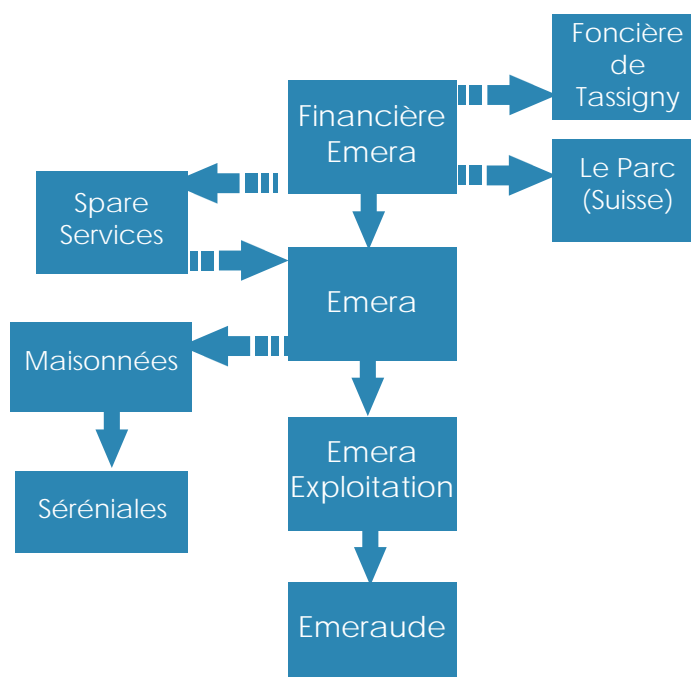 Foncière
de
Tassigny
Financière
Emera
Le Parc
(Suisse)
Spare
Services
Emera
Maisonnées
Emera
Exploitation
Séréniales
Emeraude